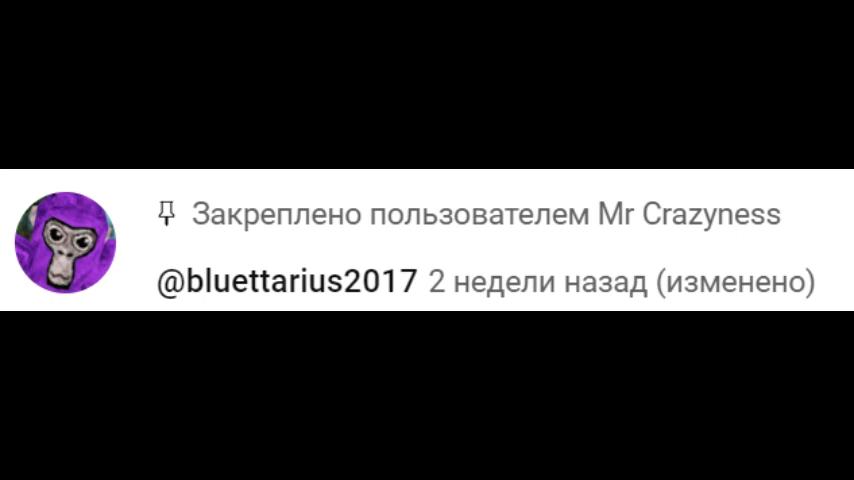 Закреплено пользователем Mr Crazyness
@bluettarius2017 2 недели назад (изменено)